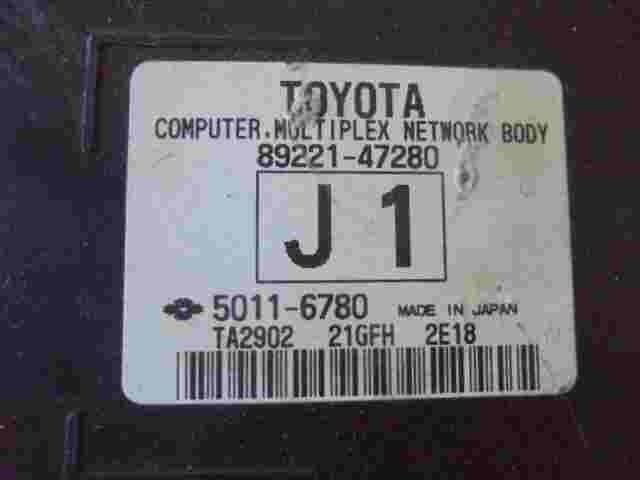 TOYOTA
COMPUTER.MULTIPLEX NETWORK BODY
89221-47280
J 1
5011-6780 MADE IN JAPAN
TA2902 21GFH 2E18